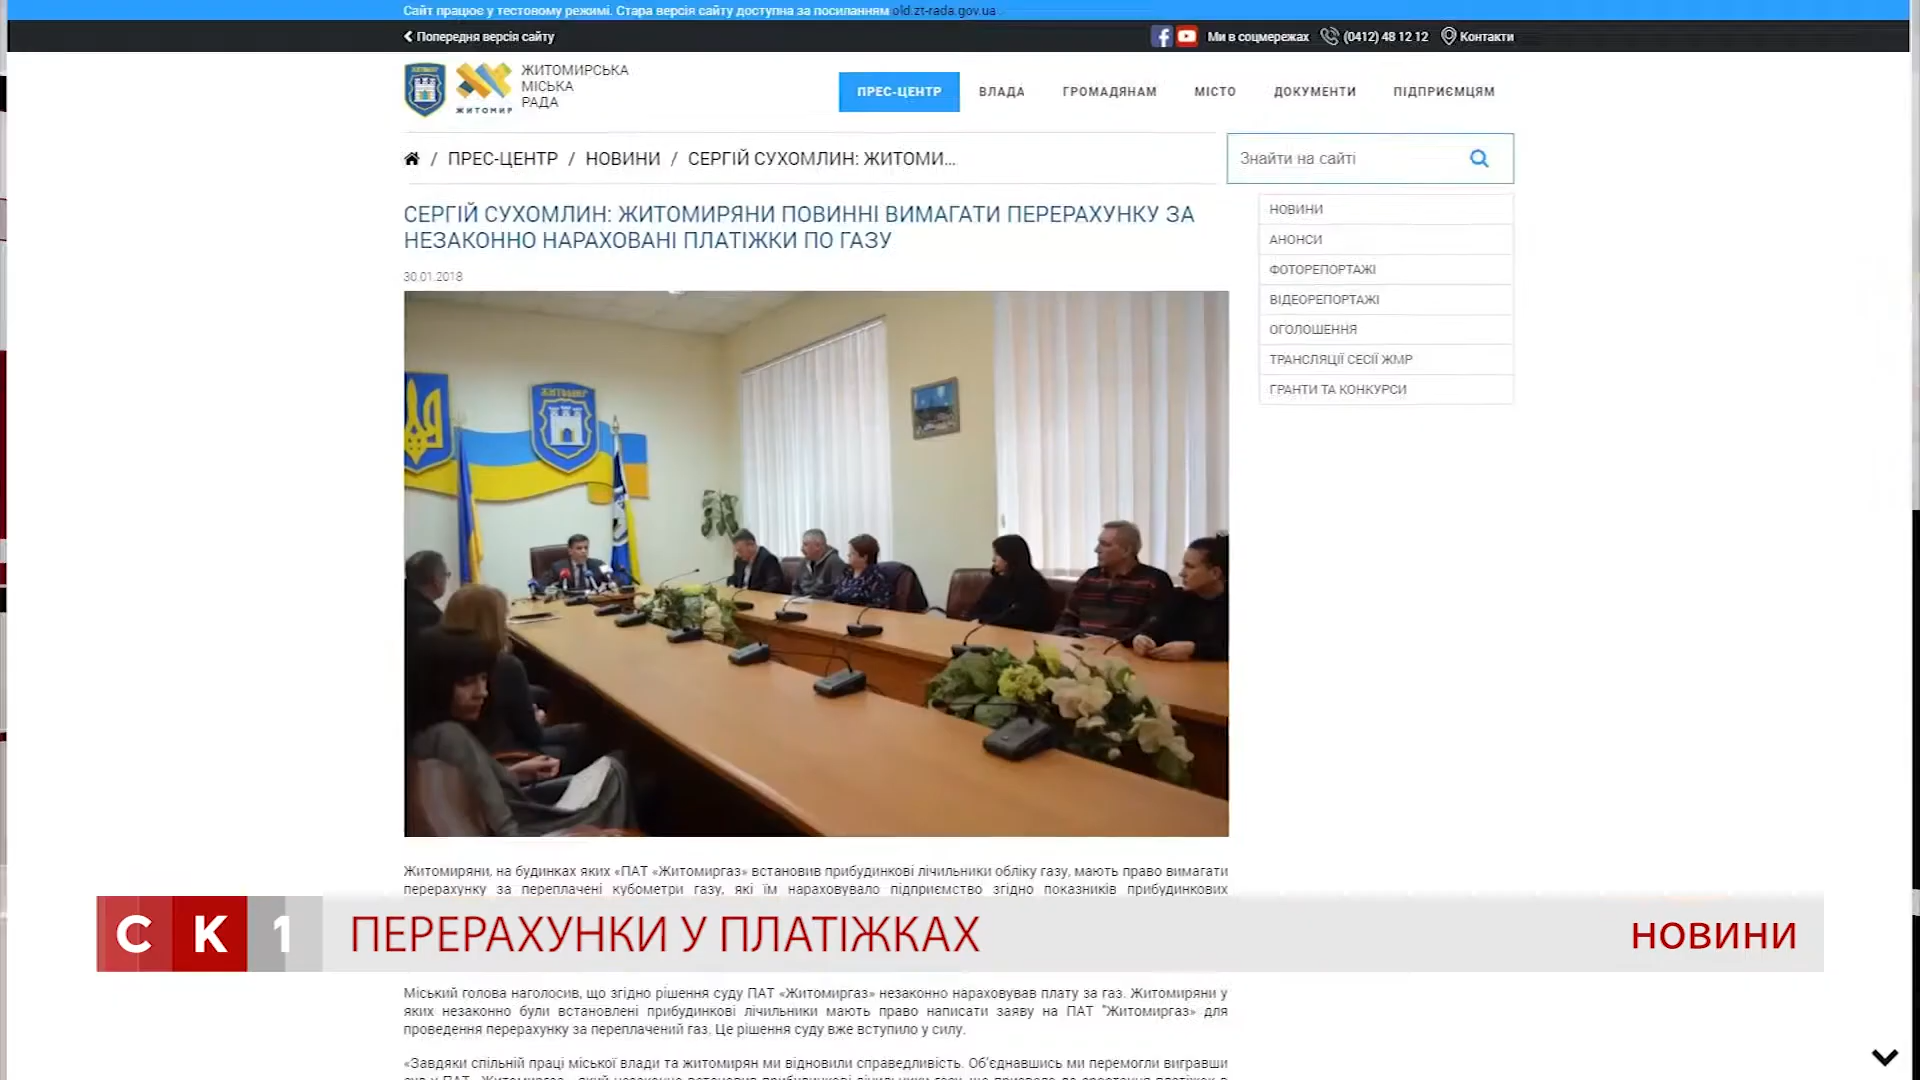 Сайт працює у тестовому режимі. Стара версія сайту доступна за посиланням old.zt-rada.gov.ua
Попередня версія сайту
Ми в соцмережах
(0412) 48 12 12
Контакти
ЖИТОМИР
ЖИТОМИРСЬКА
МІСЬКА
РАДА
ПРЕС-ЦЕНТР
ВЛАДА
ГРОМАДЯНАМ
МІСТО
ДОКУМЕНТИ
ПІДПРИЄМЦЯМ
/ ПРЕС-ЦЕНТР / НОВИНИ / СЕРГІЙ СУХОМЛИН: ЖИТОМИ...
Знайти на сайті
СЕРГІЙ СУХОМЛИН: ЖИТОМИРЯНИ ПОВИННІ ВИМАГАТИ ПЕРЕРАХУНКУ ЗА
НЕЗАКОННО НАРАХОВАНІ ПЛАТІЖКИ ПО ГАЗУ
30.01.2018
НОВИНИ
АНОНСИ
ФОТОРЕПОРТАЖІ
ВІДЕОРЕПОРТАЖІ
ОГОЛОШЕННЯ
ТРАНСЛЯЦІЇ СЕСІЇ ЖМР
ГРАНТИ ТА КОНКУРСИ
ЖИТОМИР
Житомиряни, на будинках яких «ПАТ «Житомиргаз» встановив прибудинкові лічильники обліку газу, мають право вимагати
перерахунку за переплачені кубометри газу, які їм нараховувало підприємство згідно показників прибудинкових
СК1
ПЕРЕРАХУНКИ У ПЛАТІЖКАХ
НОВИНИ
Міський голова наголосив, що згідно рішення суду ПАТ «Житомиргаз» незаконно нараховував плату за газ. Житомиряни у
яких незаконно були встановлені прибудинкові лічильники мають право написати заяву на ПАТ "Житомиргаз» для
проведення перерахунку за переплачений газ. Це рішення суду вже вступило у силу.
«Завдяки спільній праці міської влади та житомирян ми відновили справедливість. Об'єднавшись ми перемогли вигравши